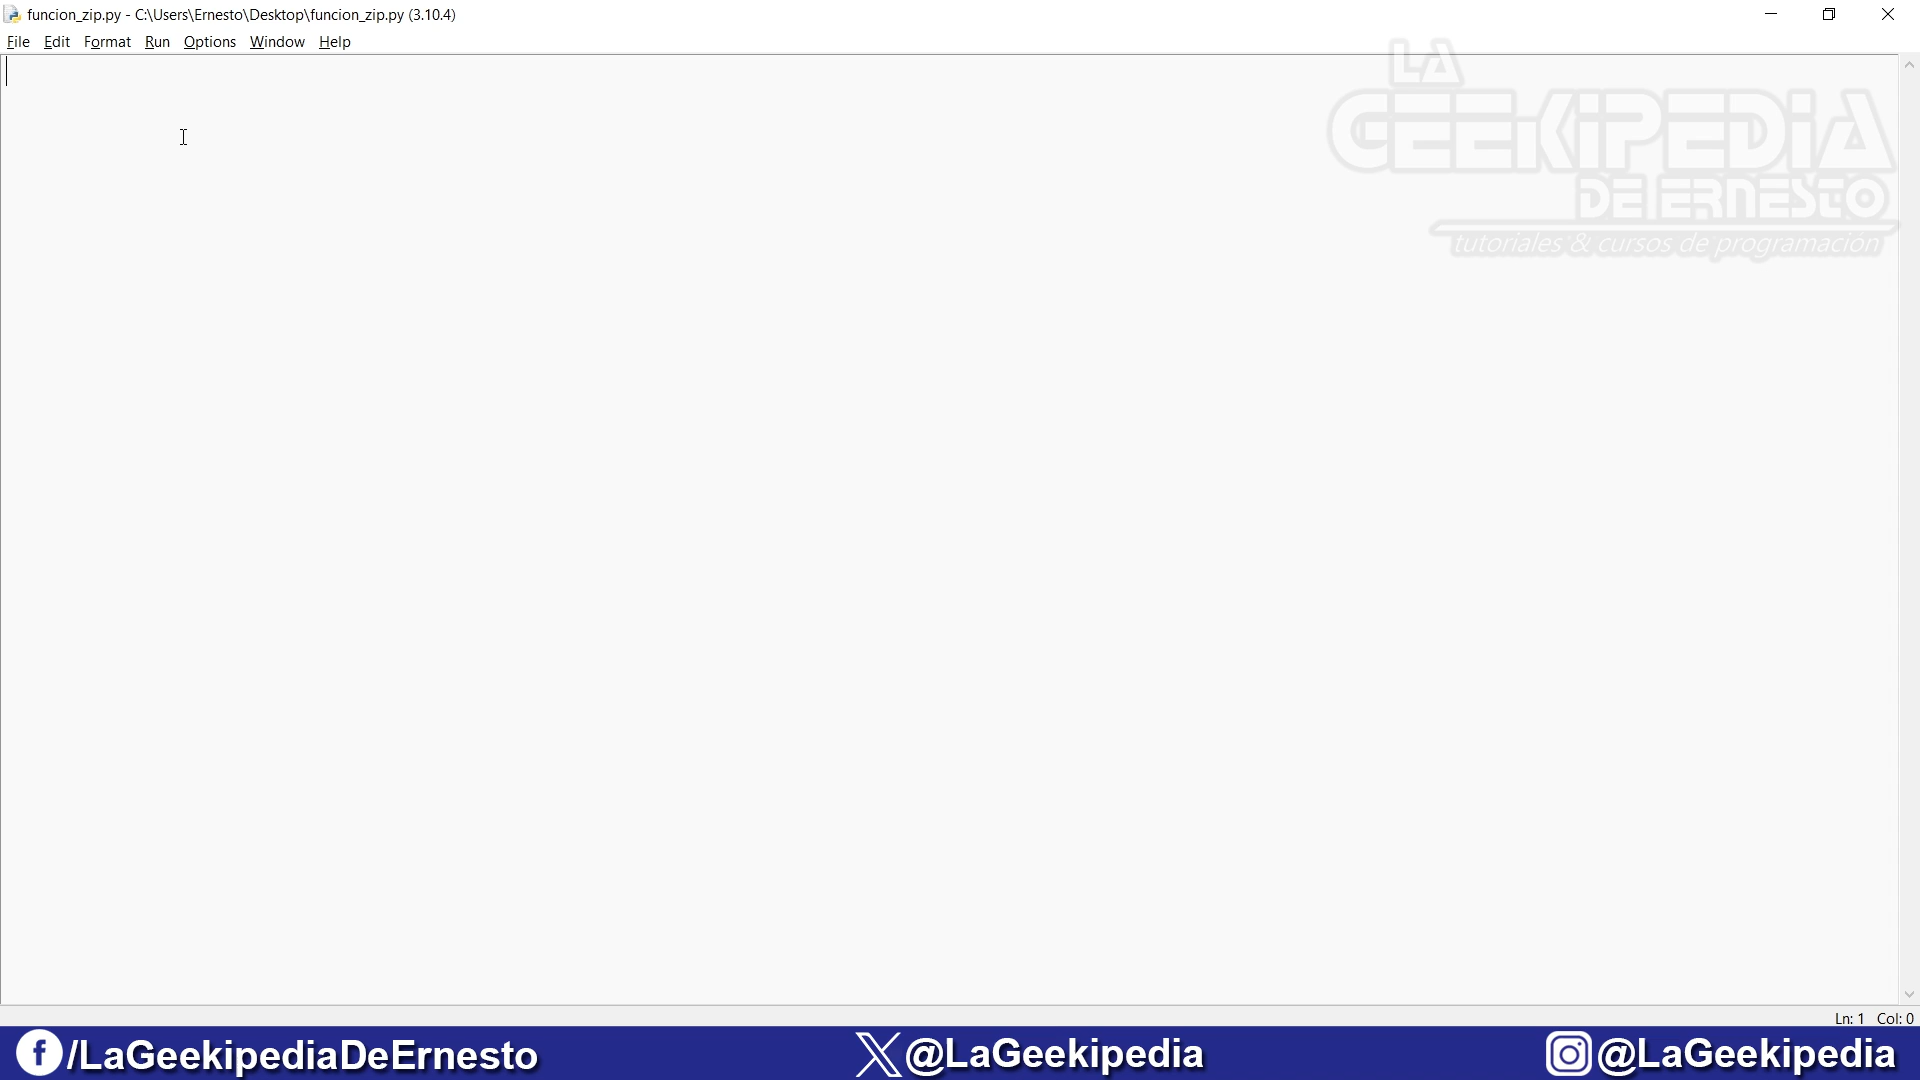 funcion_zip.py - C:\Users\Ernesto\Desktop\funcion_zip.py (3.10.4)
File Edit Format Run Options Window Help
LA
GEEKIPEDIA
DE ERNESTO
tutoriales & cursos de programación
Ln: 1 Col: 0
/LaGeekipediaDeErnesto @LaGeekipedia @LaGeekipedia